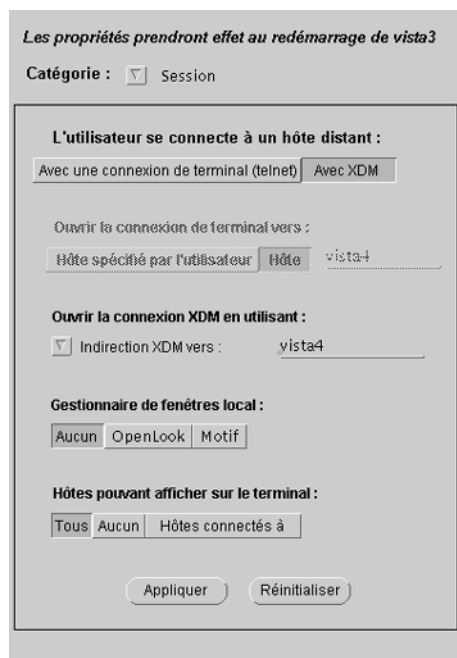 Les propriétés prendront effet au redémarrage de vista3
Catégorie : Session
L'utilisateur se connecte à un hôte distant :
Avec une connexion de terminal (telnet) Avec XDM
Ouvrir la connexion de terminal vers :
Hôte spécifié par l'utilisateur Hôte vista4
Ouvrir la connexion XDM en utilisant :
Indirection XDM vers : vista4
Gestionnaire de fenêtres local :
Aucun OpenLook Motif
Hôtes pouvant afficher sur le terminal :
Tous Aucun Hôtes connectés à
Appliquer Réinitialiser